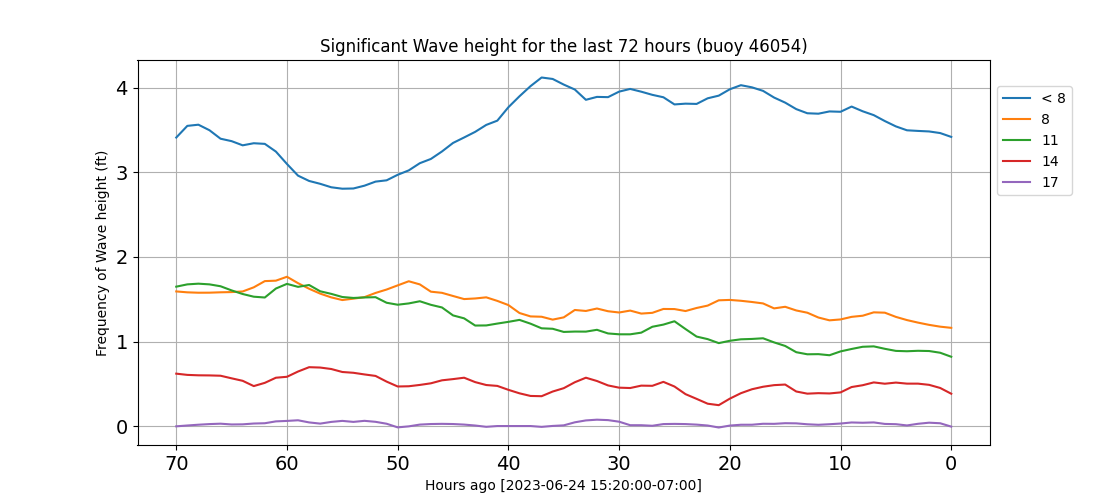 Significant Wave height for the last 72 hours (buoy 46054)
Frequency of Wave height (ft)
4
3
2
1
0
70 60 50 40 30 20 10 0
Hours ago [2023-06-24 15:20:00-07:00]
< 8
8
11
14
17